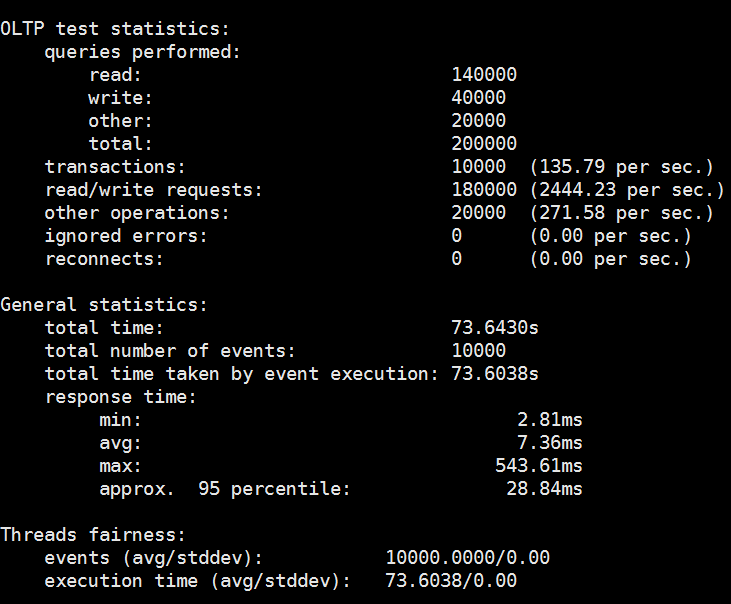 OLTP test statistics:
queries performed:
read: 140000
write: 40000
other: 20000
total: 200000
transactions: 10000 (135.79 per sec.)
read/write requests: 180000 (2444.23 per sec.)
other operations: 20000 (271.58 per sec.)
ignored errors: 0 (0.00 per sec.)
reconnects: 0 (0.00 per sec.)
General statistics:
total time: 73.6430s
total number of events: 10000
total time taken by event execution: 73.6038s
response time:
min: 2.81ms
avg: 7.36ms
max: 543.61ms
approx. 95 percentile: 28.84ms
Threads fairness:
events (avg/stddev): 10000.0000/0.00
execution time (avg/stddev): 73.6038/0.00